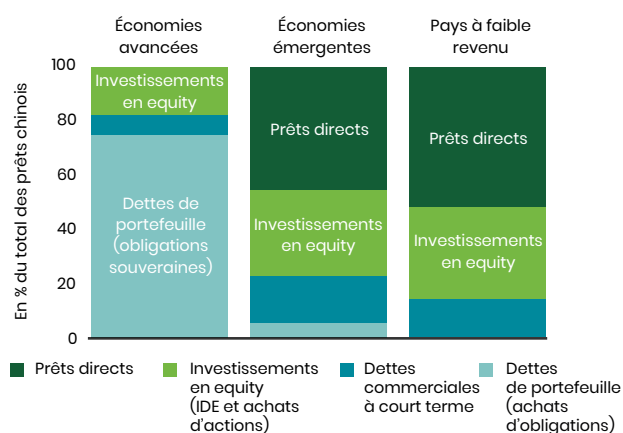 Économies
avancées
Économies
émergentes
Pays à faible
revenu
En % du total des prêts chinois
100
80
60
40
20
0
Investissements
en equity
Dettes de
portefeuille
(obligations
souveraines)
Prêts directs
Investissements
en equity
Prêts directs
Investissements
en equity
Prêts directs
Investissements
en equity
(IDE et achats
d'actions)
Dettes
commerciales
à court terme
Dettes
de portefeuille
(achats
d'obligations)